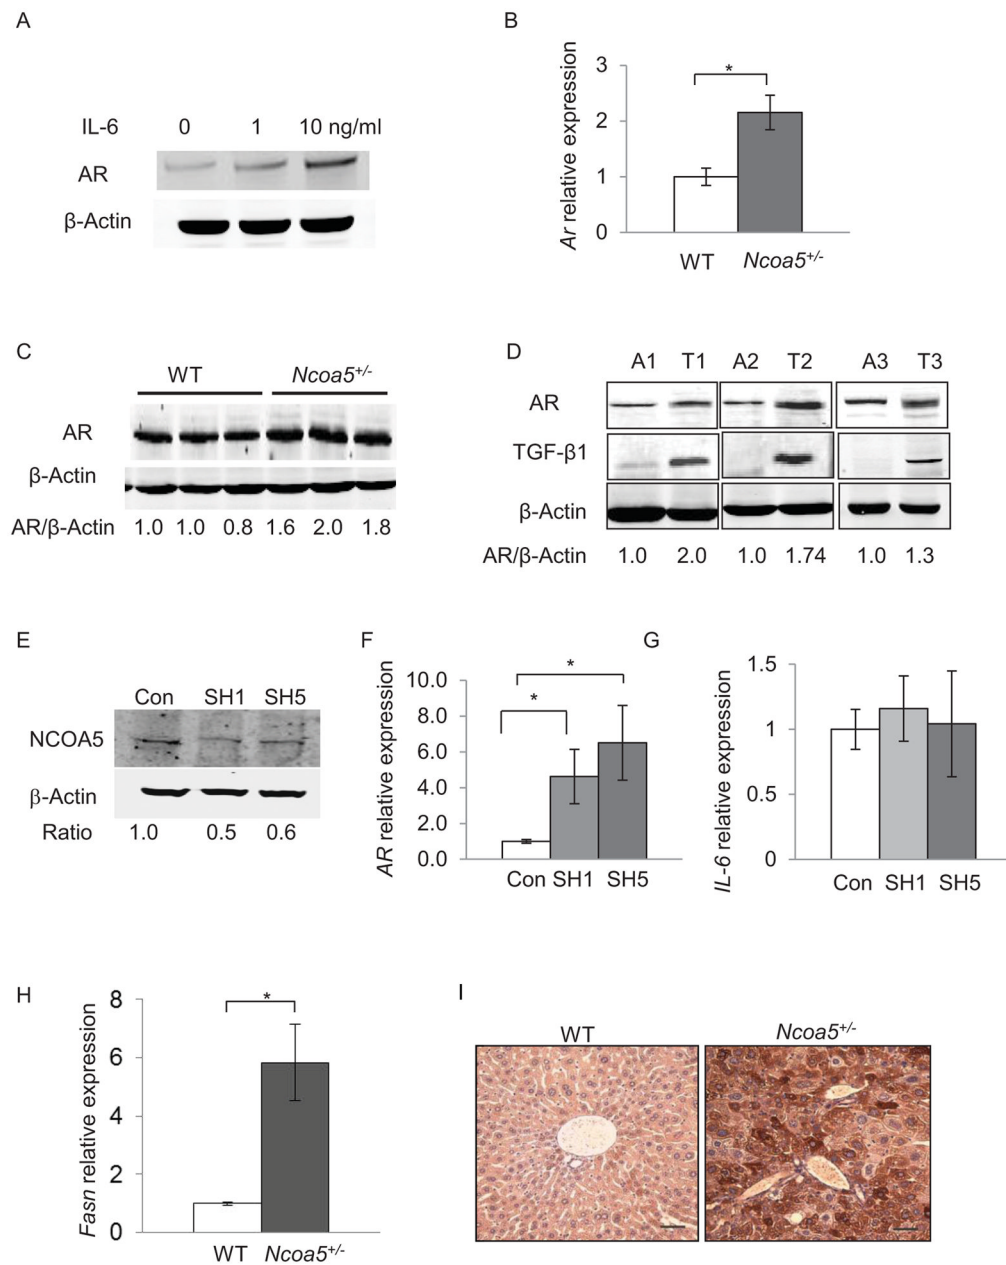 A
IL-6 0 1 10 ng/ml
AR
β-Actin
B
Ar relative expression
3
2
1
0
*
WT Ncoa5+/-
C
WT Ncoa5+/-
AR
β-Actin
AR/β-Actin 1.0 1.0 0.8 1.6 2.0 1.8
D
A1 T1 A2 T2 A3 T3
AR
TGF-β1
β-Actin
AR/β-Actin 1.0 2.0 1.0 1.74 1.0 1.3
E
Con SH1 SH5
NCOA5
β-Actin
Ratio 1.0 0.5 0.6
F
AR relative expression
10.0
8.0
6.0
4.0
2.0
0.0
*
*
Con SH1 SH5
G
IL-6 relative expression
1.5
1
0.5
0
Con SH1 SH5
H
Fasn relative expression
8
6
4
2
0
*
WT Ncoa5+/-
I
WT Ncoa5+/-